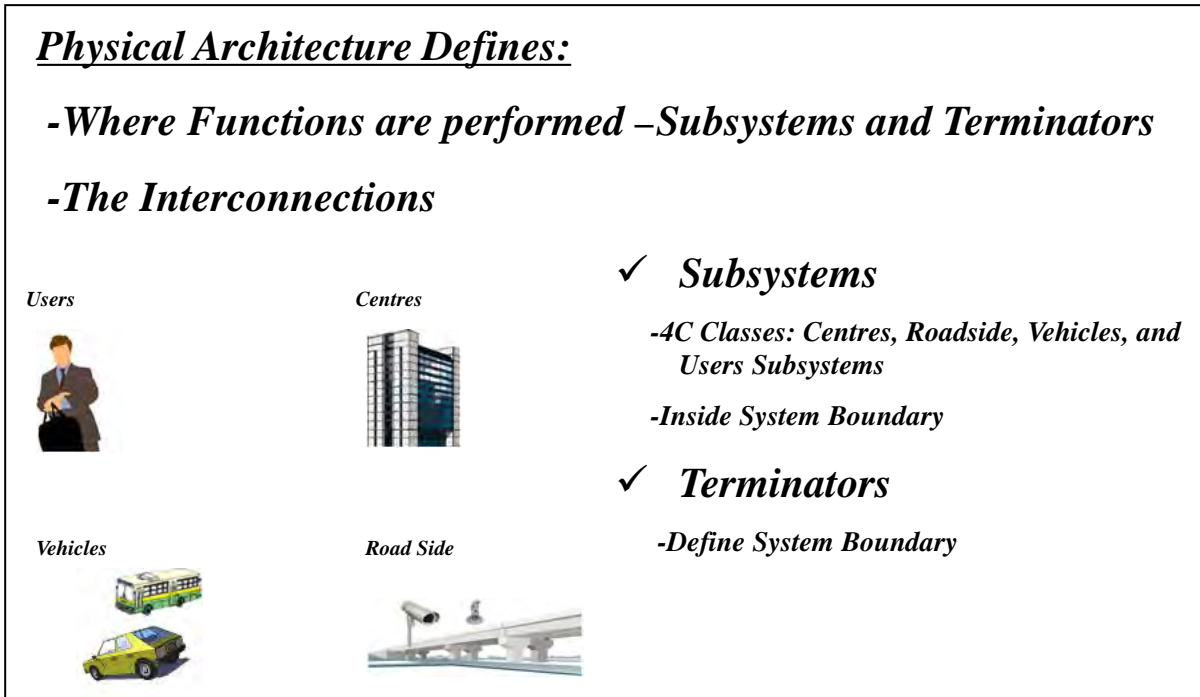 Physical Architecture Defines:
-Where Functions are performed –Subsystems and Terminators
-The Interconnections
Users
Centres
Vehicles
Road Side
✓ Subsystems
-4C Classes: Centres, Roadside, Vehicles, and
Users Subsystems
-Inside System Boundary
✓ Terminators
-Define System Boundary